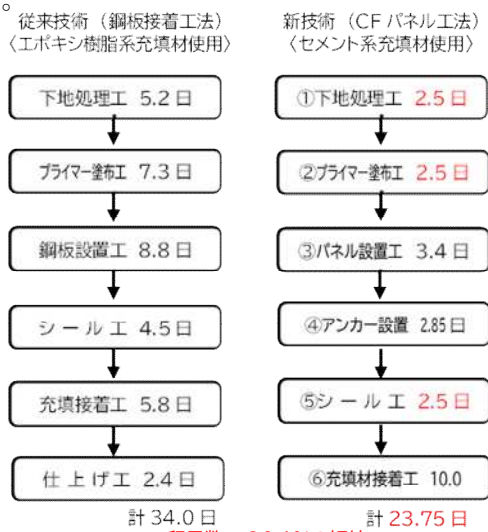 。
従来技術（鋼板接着工法）
〈エポキシ樹脂系充填材使用〉
下地処理工 5.2 日
プライマー塗布工 7.3 日
鋼板設置工 8.8 日
シ ー ル 工 4.5 日
充填接着工 5.8 日
仕 上 げ 工 2.4 日
計 34.0 日
新技術（CF パネル工法）
〈セメント系充填材使用〉
①下地処理工 2.5 日
②プライマー塗布工 2.5 日
③パネル設置工 3.4 日
④アンカー設置 2.85 日
⑤シ ー ル 工 2.5 日
⑥充填材接着工 10.0
計 23.75 日